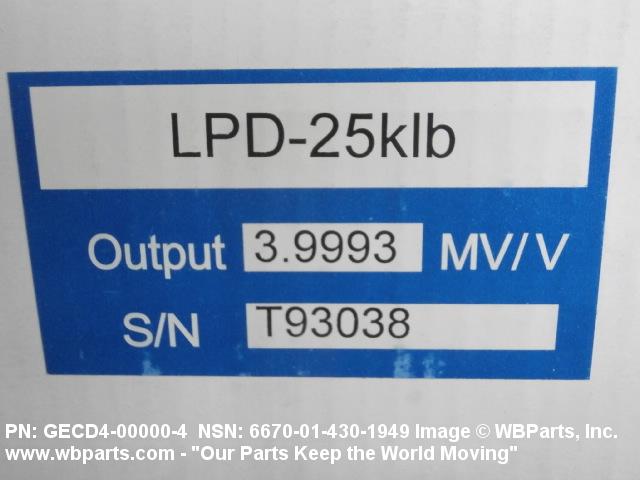 LPD-25klb
Output 3.9993 MV/V
S/N T93038
PN: GECD4-00000-4 NSN: 6670-01-430-1949 Image © WBParts, Inc.
www.wbparts.com - "Our Parts Keep the World Moving"